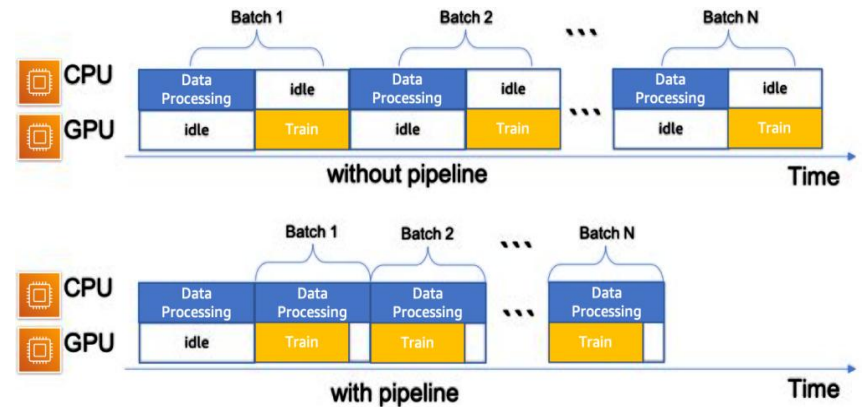 Batch 1 Batch 2 ... Batch N
CPU Data Processing idle Data Processing idle Data Processing idle
GPU idle Train idle Train ... idle Train
without pipeline Time
Batch 1 Batch 2 ... Batch N
CPU Data Processing Data Processing Data Processing Data Processing
GPU idle Train Train ... Train
with pipeline Time